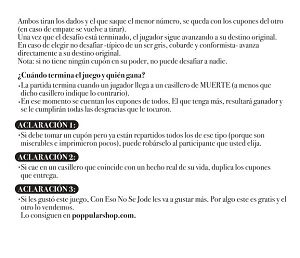 Ambos tiran los dados y el que saque el menor número, se queda con los cupones del otro
(en caso de empate se vuelve a tirar).
Una vez que el desafío está terminado, el jugador sigue avanzando a su destino original.
En caso de elegir no desafiar -típico de un ser gris, cobarde y conformista- avanza
directamente a su destino original.
Nota: si no tiene ningún cupón en su poder, no puede desafiar a nadie.
¿Cuándo termina el juego y quién gana?
•La partida termina cuando un jugador llega a un casillero de MUERTE (a menos que
dicho casillero indique lo contrario).
•En ese momento se cuentan los cupones de todos. El que tenga más, resultará ganador y
se le cumplirán todas las desgracias que le tocaron.
ACLARACIÓN 1:
•Si debe tomar un cupón pero ya están repartidos todos los de ese tipo (porque son
miserables e imprimeron pocos), puede robárselo al participante que usted elija.
ACLARACIÓN 2:
•Si cae en un casillero que coincide con un hecho real de su vida, duplica los cupones
que entrega.
ACLARACIÓN 3:
•Si les gustó este juego, Con Eso No Se Jode les va a gustar más. Por algo este es gratis y el
otro lo vendemos.
Lo consiguen en poppularshop.com.